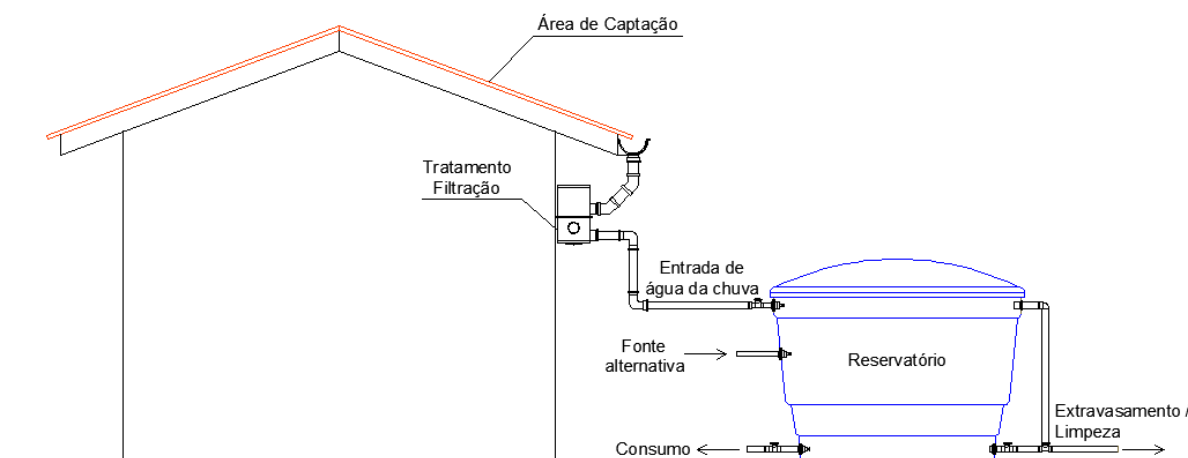 Área de Captação
Tratamento
Filtração
Entrada de
água da chuva
Fonte
alternativa
Reservatório
Extravasamento /
Limpeza
Consumo